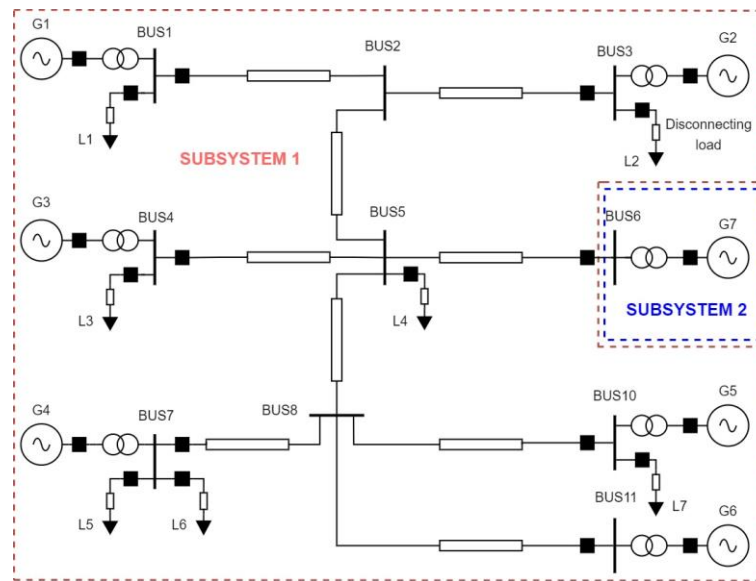 G1
BUS1
BUS2
BUS3
G2
L1
Disconnecting
load
L2
SUBSYSTEM 1
G3
BUS4
BUS5
BUS6
G7
L3
L4
SUBSYSTEM 2
G4
BUS7
BUS8
BUS10
G5
L5
L6
BUS11
L7
G6